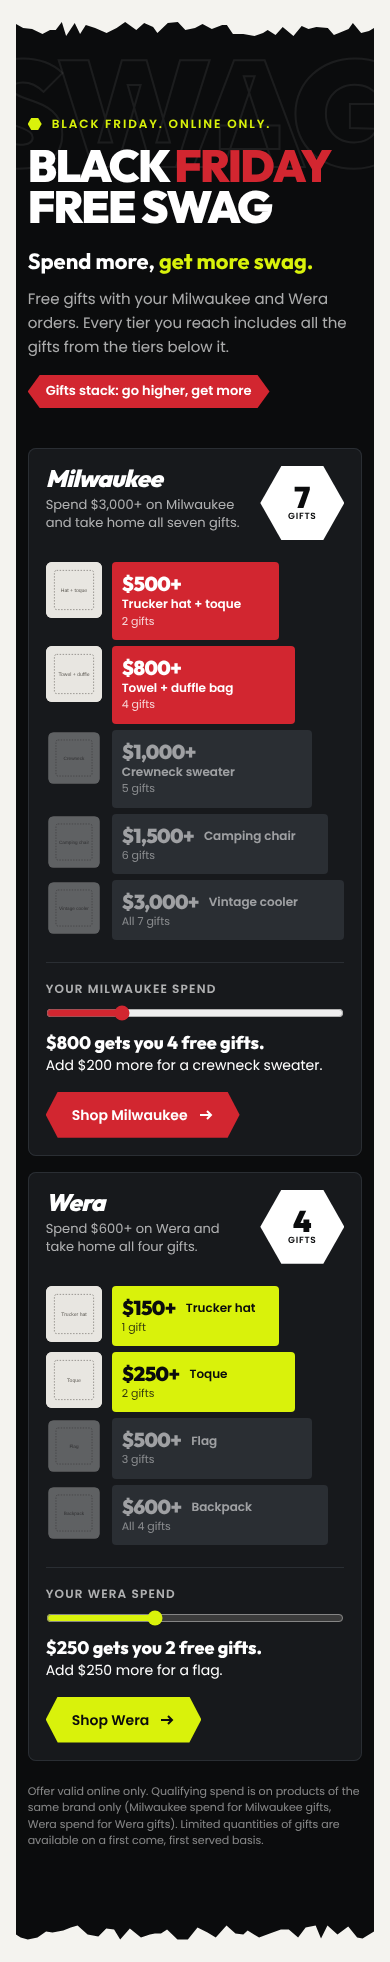 SWAG
BLACK FRIDAY. ONLINE ONLY.
BLACK FRIDAY
FREE SWAG
Spend more, get more swag.
Free gifts with your Milwaukee and Wera
orders. Every tier you reach includes all the
gifts from the tiers below it.
Gifts stack: go higher, get more
Milwaukee
Spend $3,000+ on Milwaukee
and take home all seven gifts.
7
GIFTS
Hat + toque
$500+
Trucker hat + toque
2 gifts
Towel + duffle
$800+
Towel + duffle bag
4 gifts
Crewneck
$1,000+
Crewneck sweater
5 gifts
Camping chair
$1,500+ Camping chair
6 gifts
Vintage cooler
$3,000+ Vintage cooler
All 7 gifts
YOUR MILWAUKEE SPEND
$800 gets you 4 free gifts.
Add $200 more for a crewneck sweater.
Shop Milwaukee →
Wera
Spend $600+ on Wera and
take home all four gifts.
4
GIFTS
Trucker hat
$150+ Trucker hat
1 gift
Toque
$250+ Toque
2 gifts
Flag
$500+ Flag
3 gifts
Backpack
$600+ Backpack
All 4 gifts
YOUR WERA SPEND
$250 gets you 2 free gifts.
Add $250 more for a flag.
Shop Wera →
Offer valid online only. Qualifying spend is on products of the
same brand only (Milwaukee spend for Milwaukee gifts,
Wera spend for Wera gifts). Limited quantities of gifts are
available on a first come, first served basis.